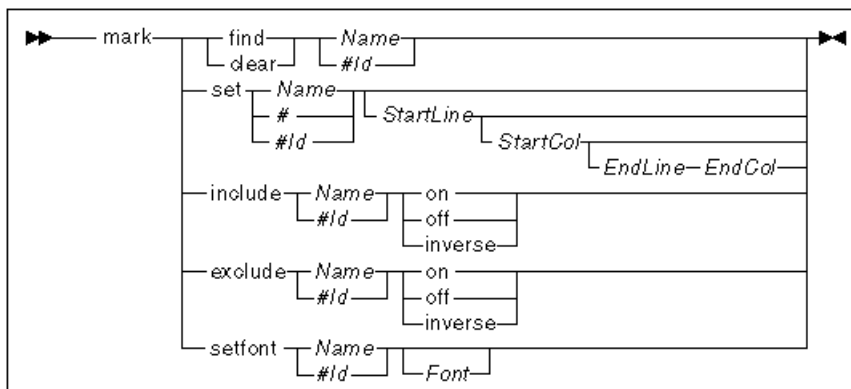 mark find Name
clear #Id
set Name
# StartLine
#Id StartCol
EndLine EndCol
include Name on
#Id off
inverse
exclude Name on
#Id off
inverse
setfont Name
#Id Font